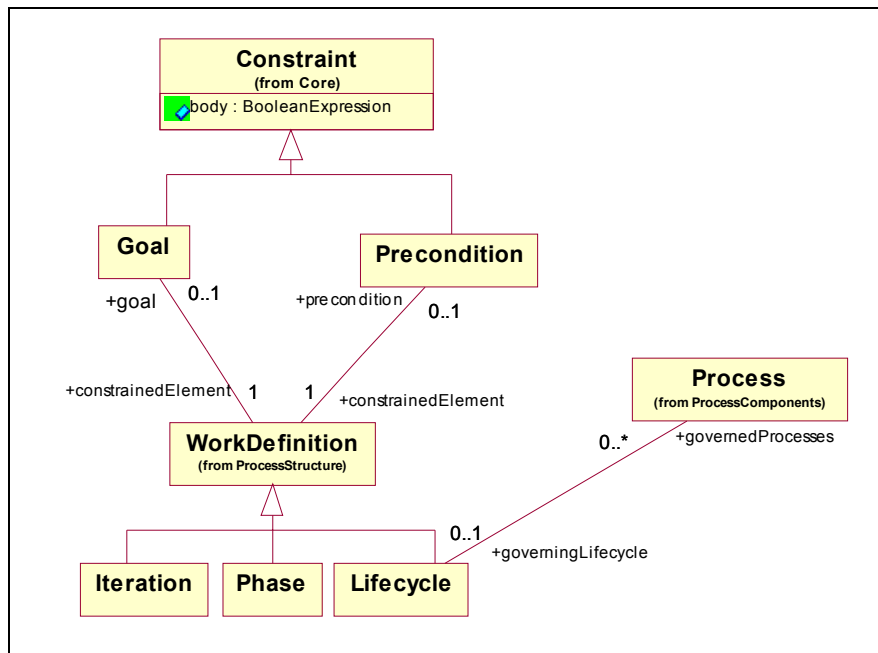 Constraint
(from Core)
body : BooleanExpression
Goal
Precondition
+goal
0..1
+precondition
0..1
+constrainedElement
1
1
+constrainedElement
Process
(from ProcessComponents)
WorkDefinition
(from ProcessStructure)
0..*
+governedProcesses
0..1
+governingLifecycle
Iteration
Phase
Lifecycle